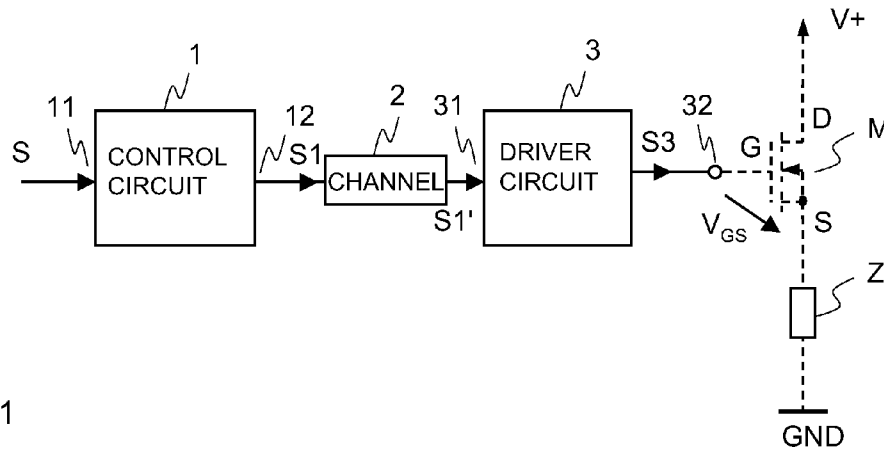 1
3
V+
2
11
12
31
32
D
S
CONTROL
CIRCUIT
S1
CHANNEL
DRIVER
CIRCUIT
S3
G
M
S1'
VGS
S
Z
1
GND